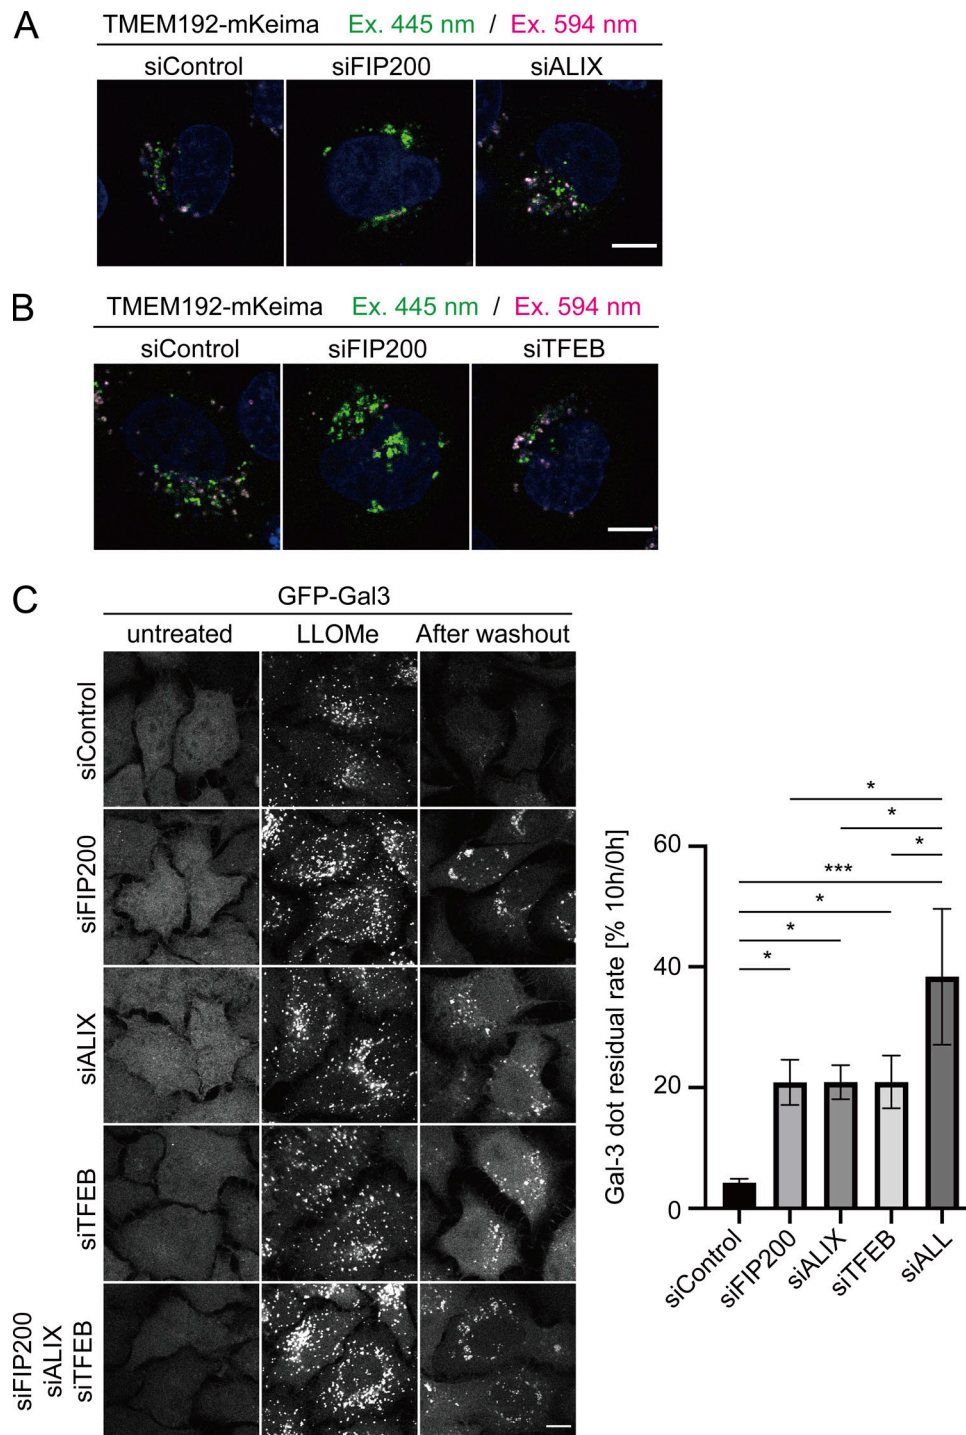 A
TMEM192-mKeima Ex. 445 nm / Ex. 594 nm
siControl siFIP200 siALIX
B
TMEM192-mKeima Ex. 445 nm / Ex. 594 nm
siControl siFIP200 siTFEB
C
GFP-Gal3
untreated LLOMe After washout
siControl
siFIP200
siALIX
siTFEB
siFIP200
siALIX
siTFEB
Gal-3 dot residual rate [% 10h/0h]
60
40
20
0
*
*
*
***
*
*
*
siControl
siFIP200
siALIX
siTFEB
siALL